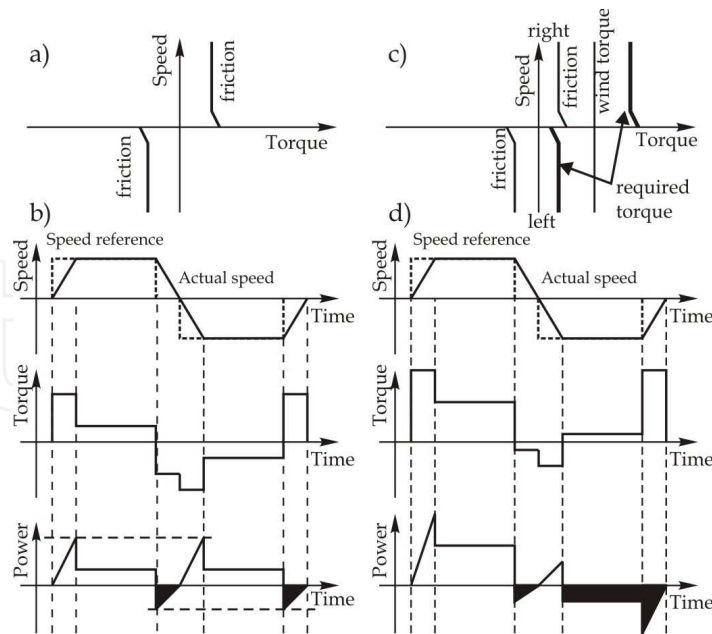 a)
Speed
friction
Torque
friction
b)
Speed reference
Speed
Actual speed
Time
Torque
Time
Power
Time
c)
right
Speed
friction
wind torque
Torque
friction
required
torque
left
d)
Speed reference
Speed
Actual speed
Time
Torque
Time
Power
Time